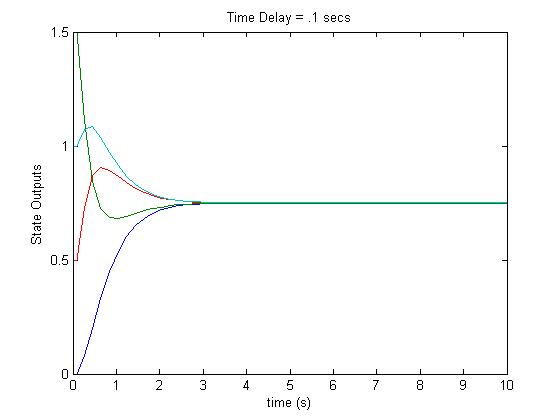 Time Delay = .1 secs
1.5
1
0.5
0
State Outputs
0 1 2 3 4 5 6 7 8 9 10
time (s)